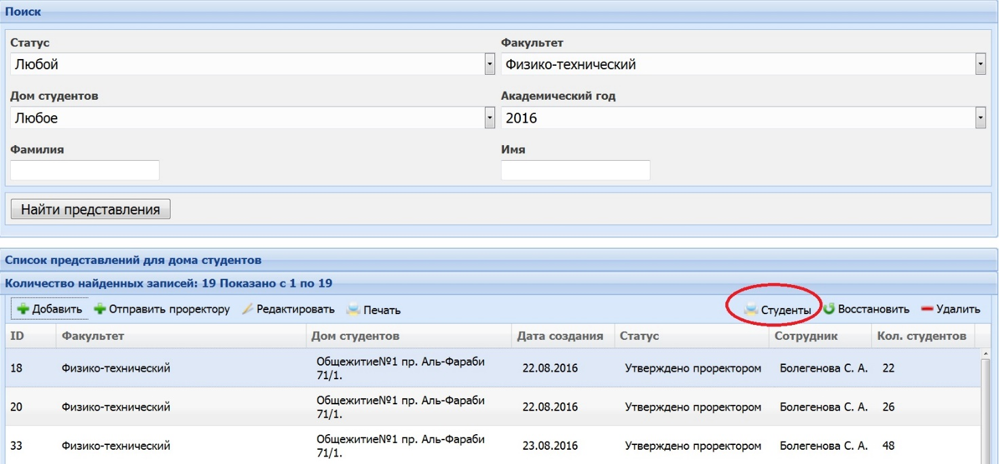 Поиск
Статус Факультет
Любой Физико-технический
Дом студентов Академический год
Любое 2016
Фамилия Имя
Найти представления
Список представлений для дома студентов
Количество найденных записей: 19 Показано с 1 по 19
Добавить Отправить проректору Редактировать Печать Студенты Восстановить Удалить
ID Факультет Дом студентов Дата создания Статус Сотрудник Кол. студентов
18 Физико-технический Общежитие№1 пр. Аль-Фараби 22.08.2016 Утверждено проректором Болегенова С. А. 22
71/1.
20 Физико-технический Общежитие№1 пр. Аль-Фараби 22.08.2016 Утверждено проректором Болегенова С. А. 26
71/1.
33 Физико-технический Общежитие№1 пр. Аль-Фараби 23.08.2016 Утверждено проректором Болегенова С. А. 48
71/1.